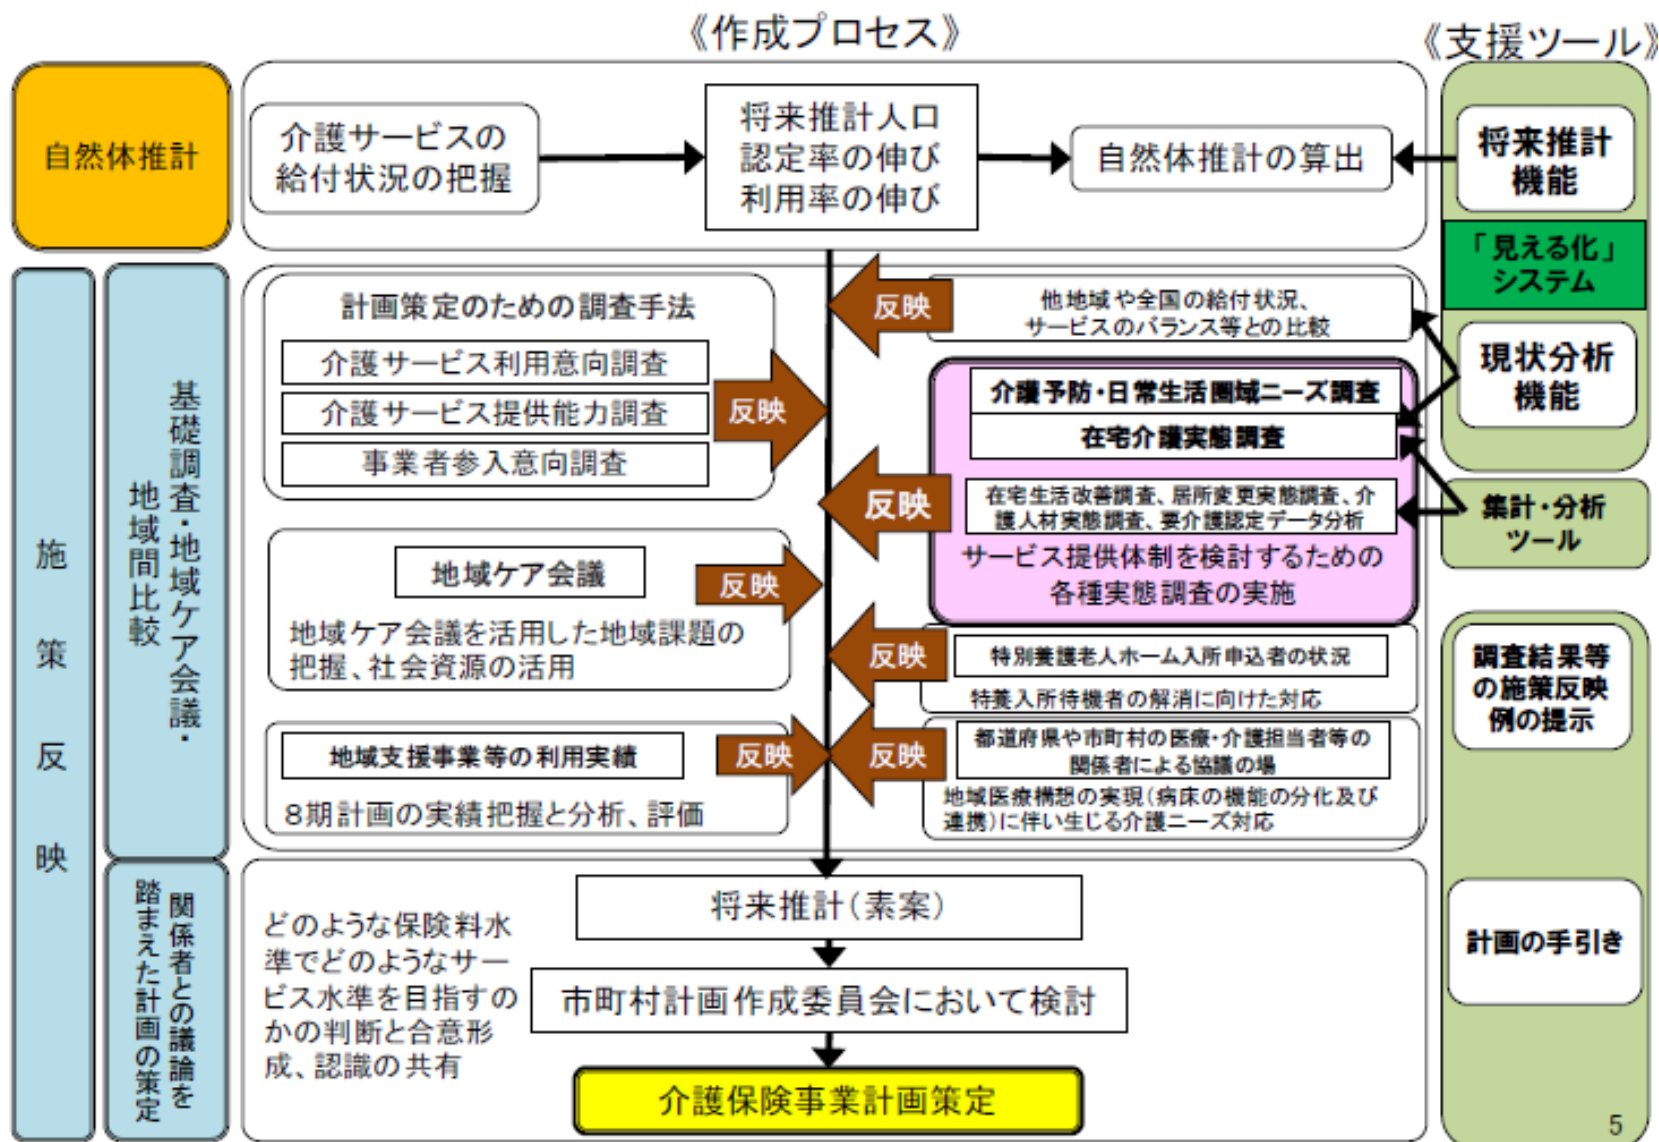 《作成プロセス》
《支援ツール》
自然体推計
介護サービスの
給付状況の把握
将来推計人口
認定率の伸び
利用率の伸び
自然体推計の算出
将来推計
機能
「見える化」
システム
現状分析
機能
集計・分析
ツール
調査結果等
の施策反映
例の提示
計画の手引き
施策反映
基礎調査・地域ケア会議・
地域間比較
計画策定のための調査手法
介護サービス利用意向調査
介護サービス提供能力調査
事業者参入意向調査
反映
反映
他地域や全国の給付状況、
サービスのバランス等との比較
介護予防・日常生活圏域ニーズ調査
在宅介護実態調査
反映
在宅生活改善調査、居所変更実態調査、介
護人材実態調査、要介護認定データ分析
サービス提供体制を検討するための
各種実態調査の実施
地域ケア会議
反映
地域ケア会議を活用した地域課題の
把握、社会資源の活用
反映
特別養護老人ホーム入所申込者の状況
特養入所待機者の解消に向けた対応
地域支援事業等の利用実績
反映
8期計画の実績把握と分析、評価
反映
都道府県や市町村の医療・介護担当者等の
関係者による協議の場
地域医療構想の実現(病床の機能の分化及び
連携)に伴い生じる介護ニーズ対応
関係者との議論を
踏まえた計画の策定
どのような保険料水
準でどのようなサー
ビス水準を目指すの
かの判断と合意形
成、認識の共有
将来推計(素案)
市町村計画作成委員会において検討
介護保険事業計画策定
5